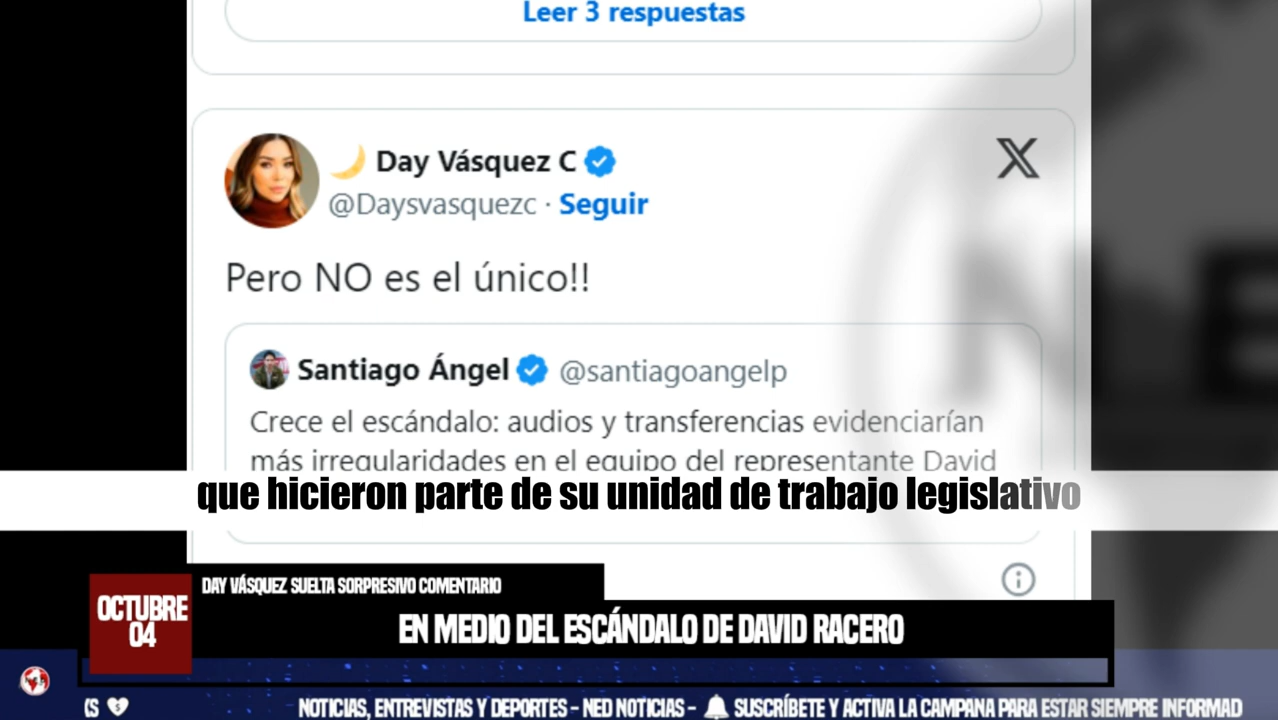 Leer 3 respuestas
🌙 Day Vásquez C
@Daysvasquezc · Seguir
Pero NO es el único!!
Santiago Ángel @santiagoangelp
Crece el escándalo: audios y transferencias evidenciarían
más irregularidades en el equipo del representante David
que hicieron parte de su unidad de trabajo legislativo
DAY VÁSQUEZ SUELTA SORPRESIVO COMENTARIO
OCTUBRE
04
EN MEDIO DEL ESCÁNDALO DE DAVID RACERO
NOTICIAS, ENTREVISTAS Y DEPORTES - NED NOTICIAS - 🔔 SUSCRÍBETE Y ACTIVA LA CAMPANA PARA ESTAR SIEMPRE INFORMAD